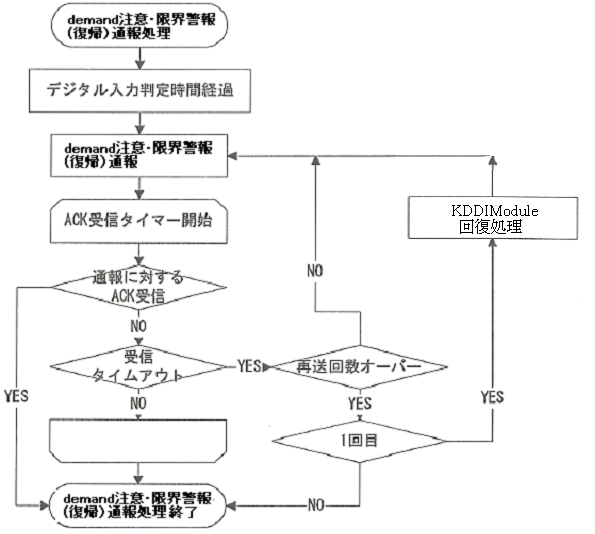 demand注意・限界警報
(復帰)通報処理
デジタル入力判定時間経過
demand注意・限界警報
(復帰)通報
ACK受信タイマー開始
通報に対する
ACK受信
NO
YES
受信
タイムアウト
YES
NO
再送回数オーバー
NO
YES
1回目
YES
NO
KDDIModule
回復処理
demand注意・限界警報
(復帰)通報処理終了